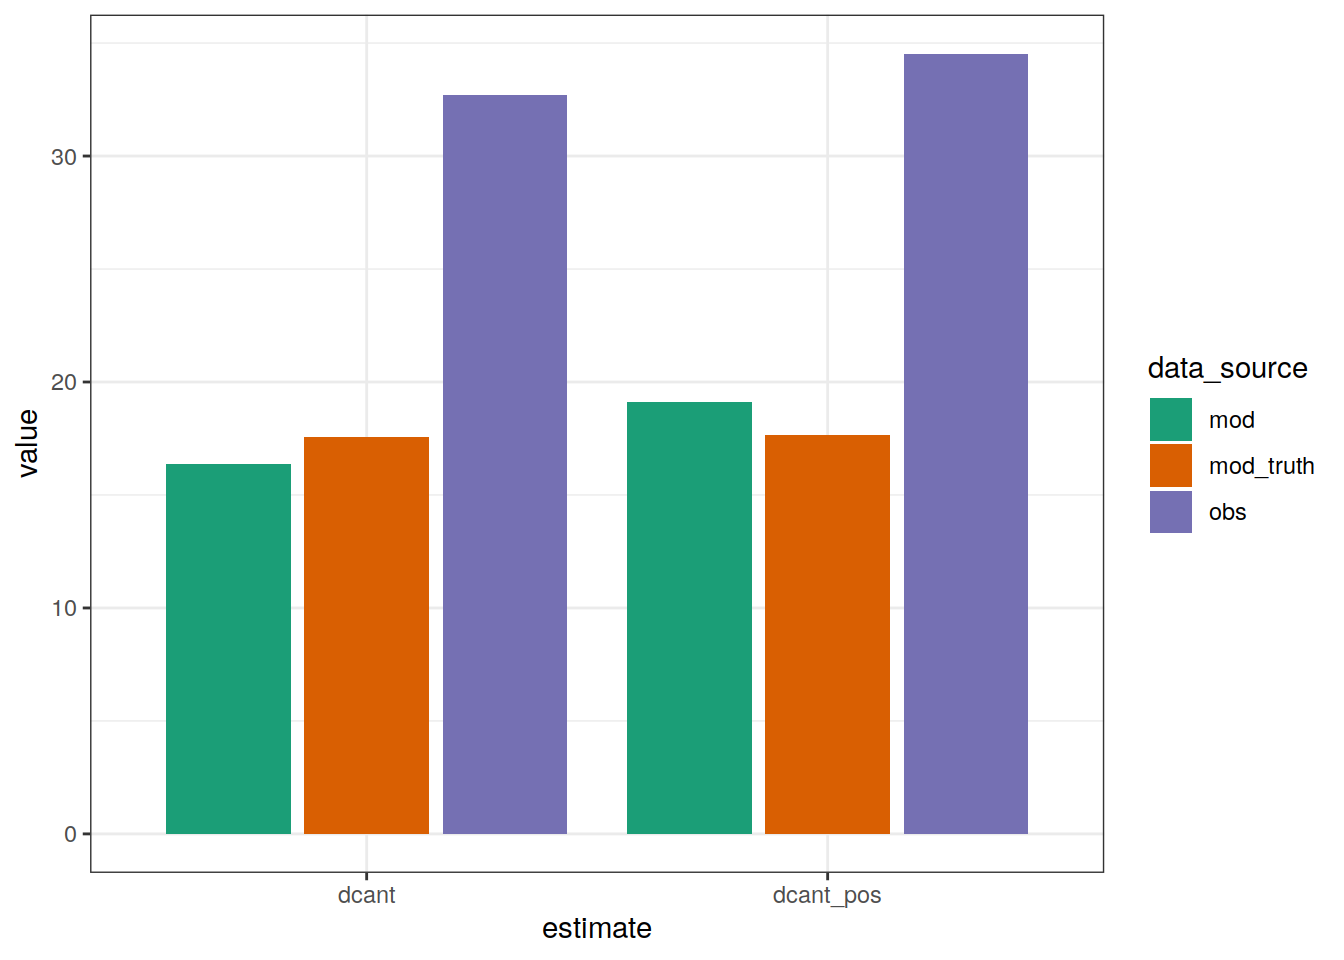 30
20
10
0
value
dcant
dcant_pos
estimate
data_source
mod
mod_truth
obs